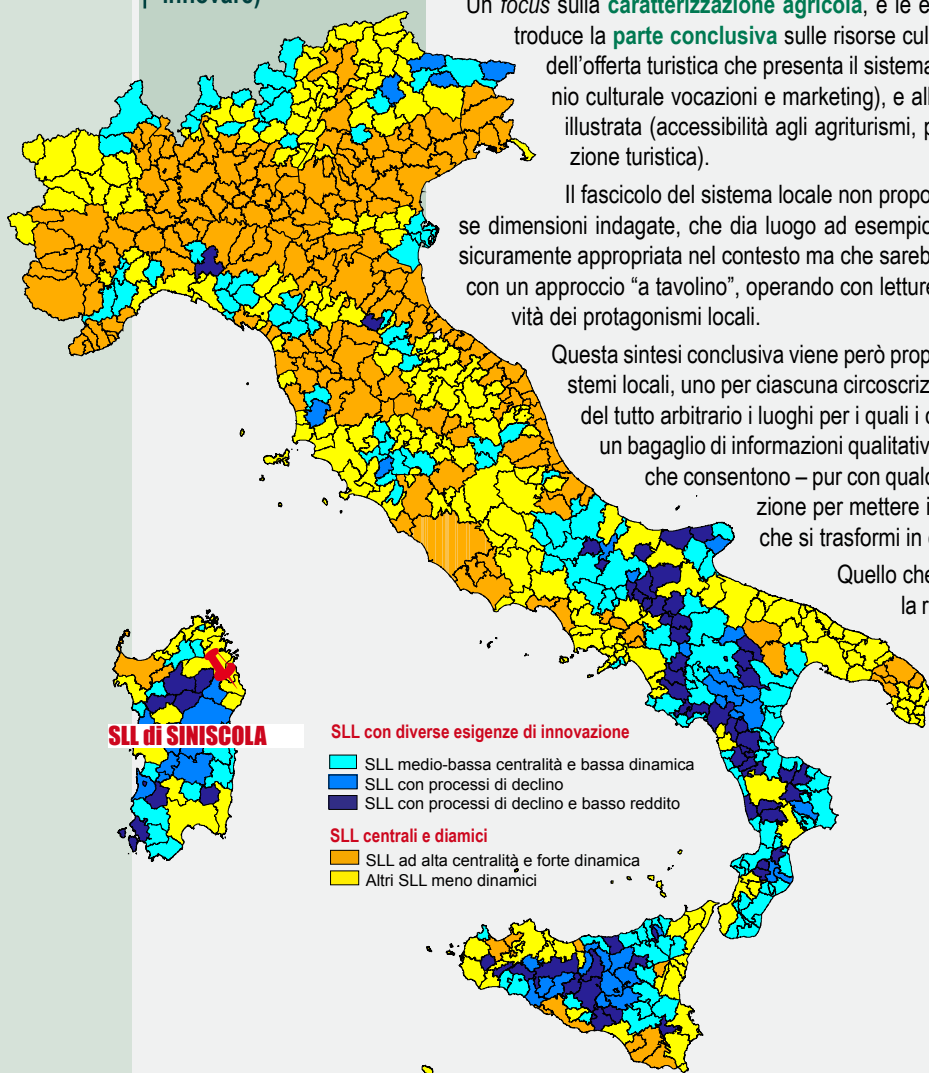 innovare)
Un focus sulla caratterizzazione agricola, e le e
troduce la parte conclusiva sulle risorse cul
dell'offerta turistica che presenta il sistema
nio culturale vocazioni e marketing), e all
illustrata (accessibilità agli agriturismi, p
zione turistica).
Il fascicolo del sistema locale non propo
se dimensioni indagate, che dia luogo ad esempio
sicuramente appropriata nel contesto ma che sareb
con un approccio “a tavolino”, operando con letture
vità dei protagonismi locali.
Questa sintesi conclusiva viene però prop
stemi locali, uno per ciascuna circoscriz
del tutto arbitrario i luoghi per i quali i
un bagaglio di informazioni qualitativ
che consentono – pur con qualc
zione per mettere i
che si trasformi in
Quello che
la r
SLL di SINISCOLA
SLL con diverse esigenze di innovazione
SLL medio-bassa centralità e bassa dinamica
SLL con processi di declino
SLL con processi di declino e basso reddito
SLL centrali e diamici
SLL ad alta centralità e forte dinamica
Altri SLL meno dinamici